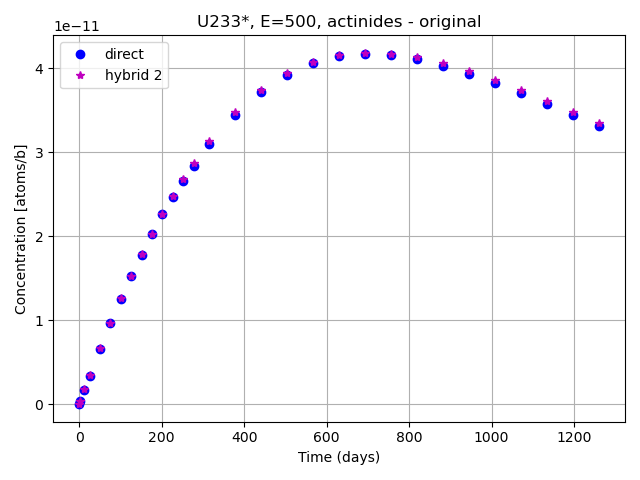 U233*, E=500, actinides - original
1e−11
direct
hybrid 2
4
3
2
1
0
Concentration [atoms/b]
0 200 400 600 800 1000 1200
Time (days)